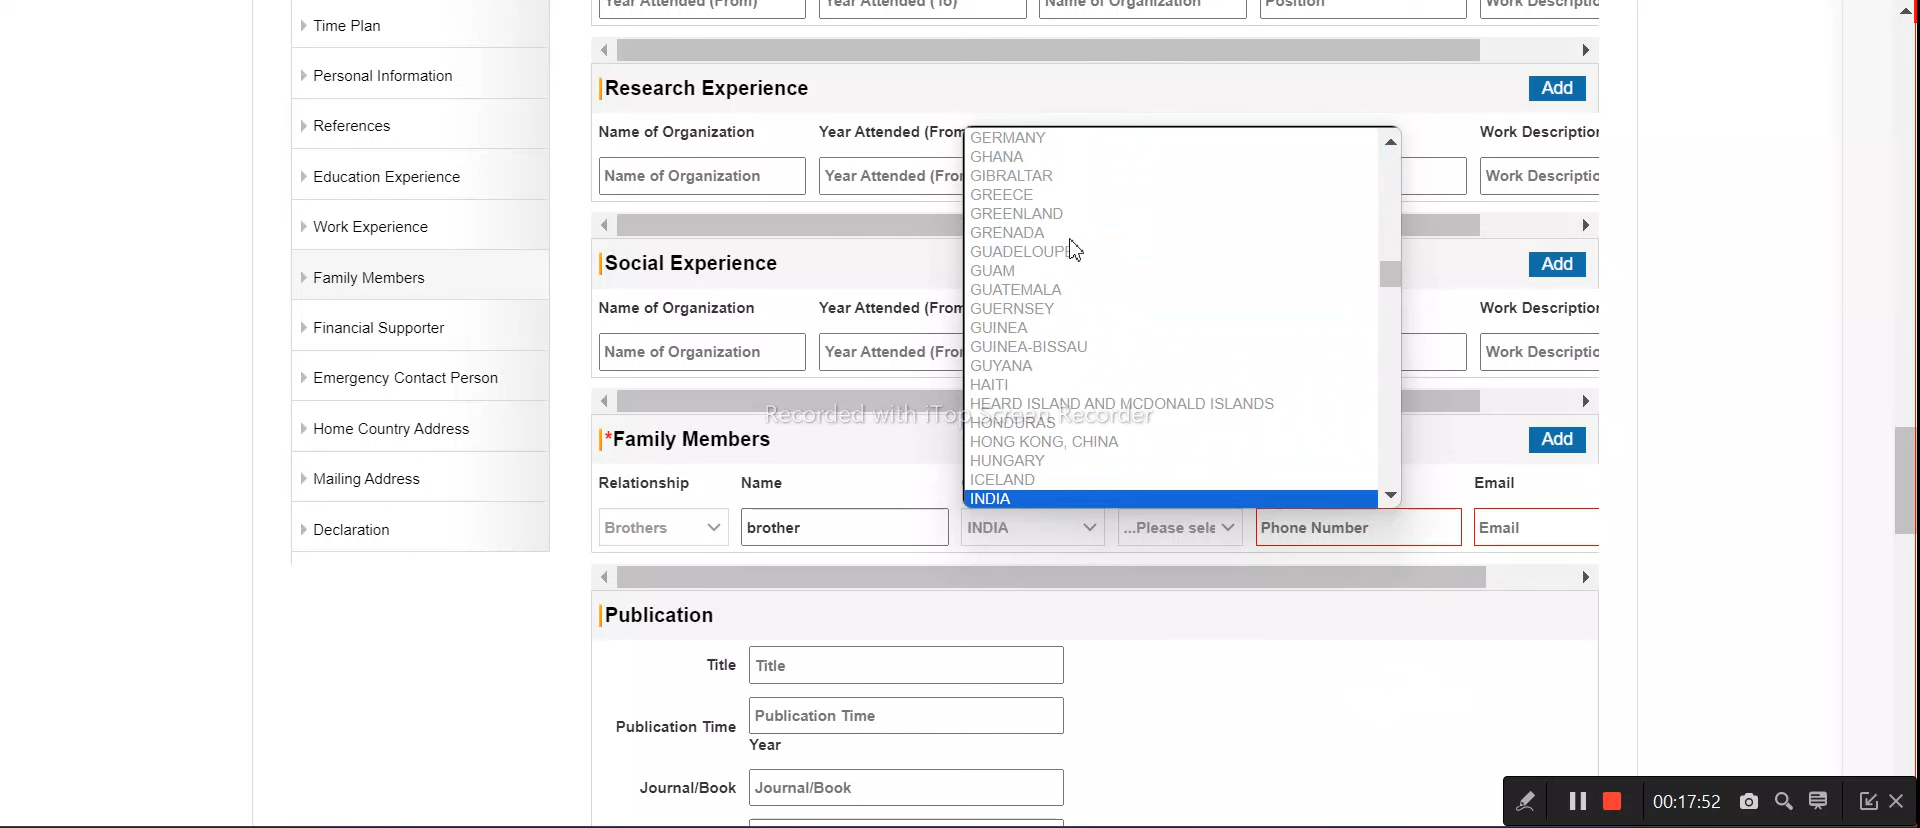 Year Attended (From)
Year Attended (To)
Name of Organization
Position
Work Descriptio
Time Plan
Personal Information
References
Education Experience
Work Experience
Family Members
Financial Supporter
Emergency Contact Person
Home Country Address
Mailing Address
Declaration
Research Experience
Add
Name of Organization
Year Attended (From
Work Description
Name of Organization
Year Attended (Fro
Work Descriptio
Social Experience
Add
Name of Organization
Year Attended (From
Work Description
Name of Organization
Year Attended (Fro
Work Descriptio
GERMANY
GHANA
GIBRALTAR
GREECE
GREENLAND
GRENADA
GUADELOUPE
GUAM
GUATEMALA
GUERNSEY
GUINEA
GUINEA-BISSAU
GUYANA
HAITI
HEARD ISLAND AND MCDONALD ISLANDS
HONDURAS
HONG KONG, CHINA
HUNGARY
ICELAND
INDIA
Recorded with iTop Screen Recorder
*Family Members
Add
Relationship
Name
Email
Brothers
brother
INDIA
...Please sele
Phone Number
Email
Publication
Title
Title
Publication Time
Publication Time
Year
Journal/Book
Journal/Book
00:17:52